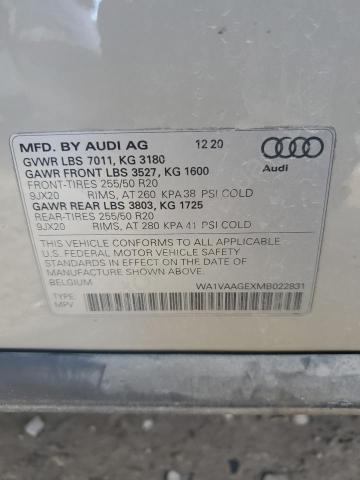 MFD. BY AUDI AG 12 20
GVWR LBS 7011, KG 3180
GAWR FRONT LBS 3527, KG 1600
FRONT-TIRES 255/50 R20
9JX20 RIMS, AT 260 KPA 38 PSI COLD
GAWR REAR LBS 3803, KG 1725
REAR-TIRES 255/50 R20
9JX20 RIMS, AT 280 KPA 41 PSI COLD
Audi
THIS VEHICLE CONFORMS TO ALL APPLICABLE
U.S. FEDERAL MOTOR VEHICLE SAFETY
STANDARDS IN EFFECT ON THE DATE OF
MANUFACTURE SHOWN ABOVE.
BELGIUM WA1VAAGEXMB022831
TYPE:
MPV